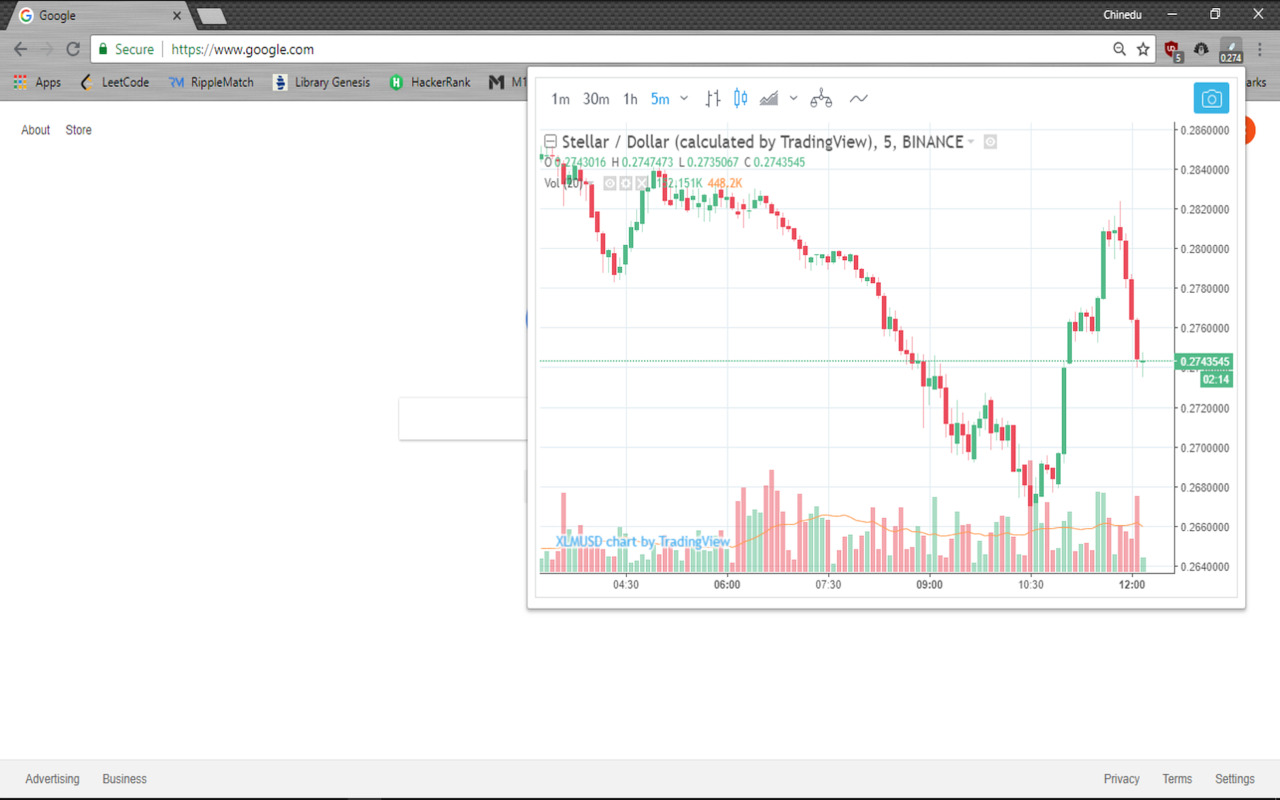 Google
Chinedu
Secure
https://www.google.com
5
0.274
Apps
LeetCode
RippleMatch
Library Genesis
HackerRank
M1
arks
About
Store
1m 30m 1h 5m
Stellar / Dollar (calculated by TradingView), 5, BINANCE
O 0.2743016 H 0.2747473 L 0.2735067 C 0.2743545
Vol (20)
448.2K
0.2860000
0.2840000
0.2820000
0.2800000
0.2780000
0.2760000
0.2743545
02:14
0.2720000
0.2700000
0.2680000
0.2660000
0.2640000
XLMUSD chart by TradingView
04:30 06:00 07:30 09:00 10:30 12:00
Advertising
Business
Privacy
Terms
Settings